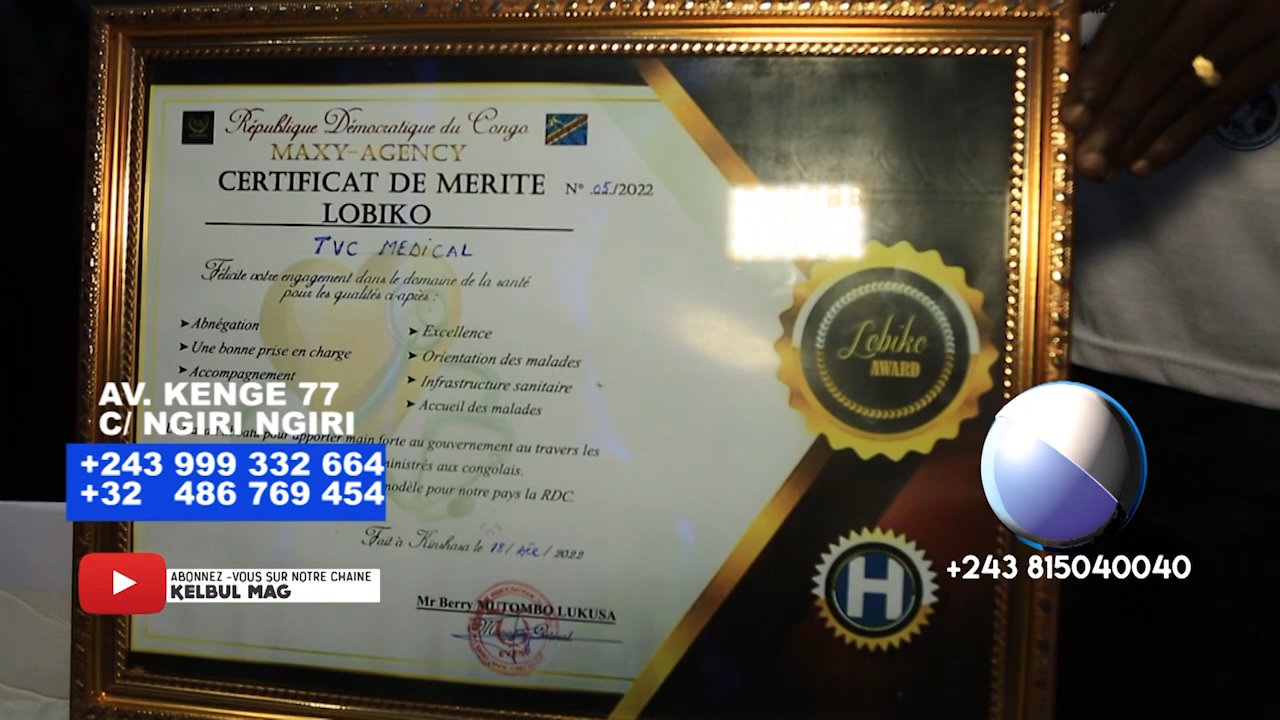 République Démocratique du Congo
MAXY-AGENCY
CERTIFICAT DE MERITE N° 05/2022
LOBIKO
TVC MEDICAL
Félicite votre engagement dans le domaine de la santé
pour les qualités ci-après :
➤ Abnégation
➤ Une bonne prise en charge
➤ Accompagnement
➤ Excellence
➤ Orientation des malades
➤ Infrastructure sanitaire
➤ Accueil des malades
pour apporter main forte au gouvernement au travers les
aux congolais.
modèle pour notre pays la RDC.
Fait à Kinshasa le 18/ Déc / 2022
Mr Berry MUTOMBO LUKUSA
Lobiko
AWARD
H
AV. KENGE 77
C/ NGIRI NGIRI
+243 999 332 664
+32 486 769 454
ABONNEZ -VOUS SUR NOTRE CHAINE
KELBUL MAG
+243 815040040